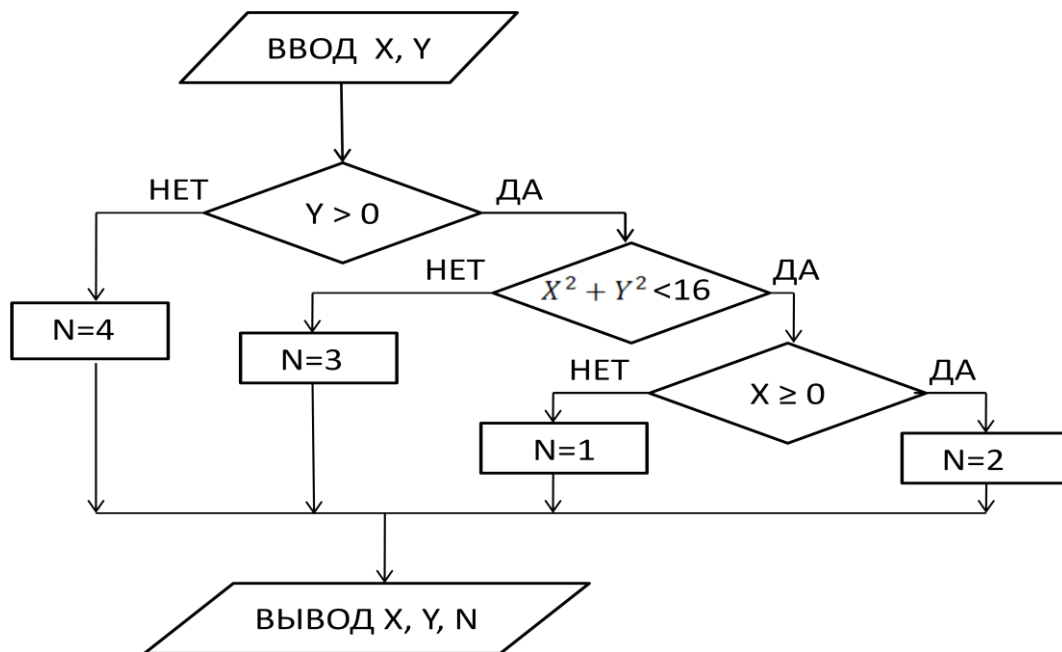 ВВОД X, Y
НЕТ
ДА
Y > 0
НЕТ
ДА
X² + Y² <16
N=4
N=3
НЕТ
ДА
X ≥ 0
N=1
N=2
ВЫВОД X, Y, N